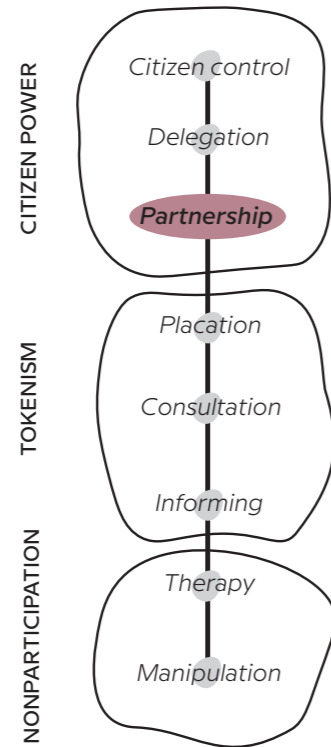 CITIZEN POWER
Citizen control
Delegation
Partnership
TOKENISM
Placation
Consultation
Informing
NONPARTICIPATION
Therapy
Manipulation